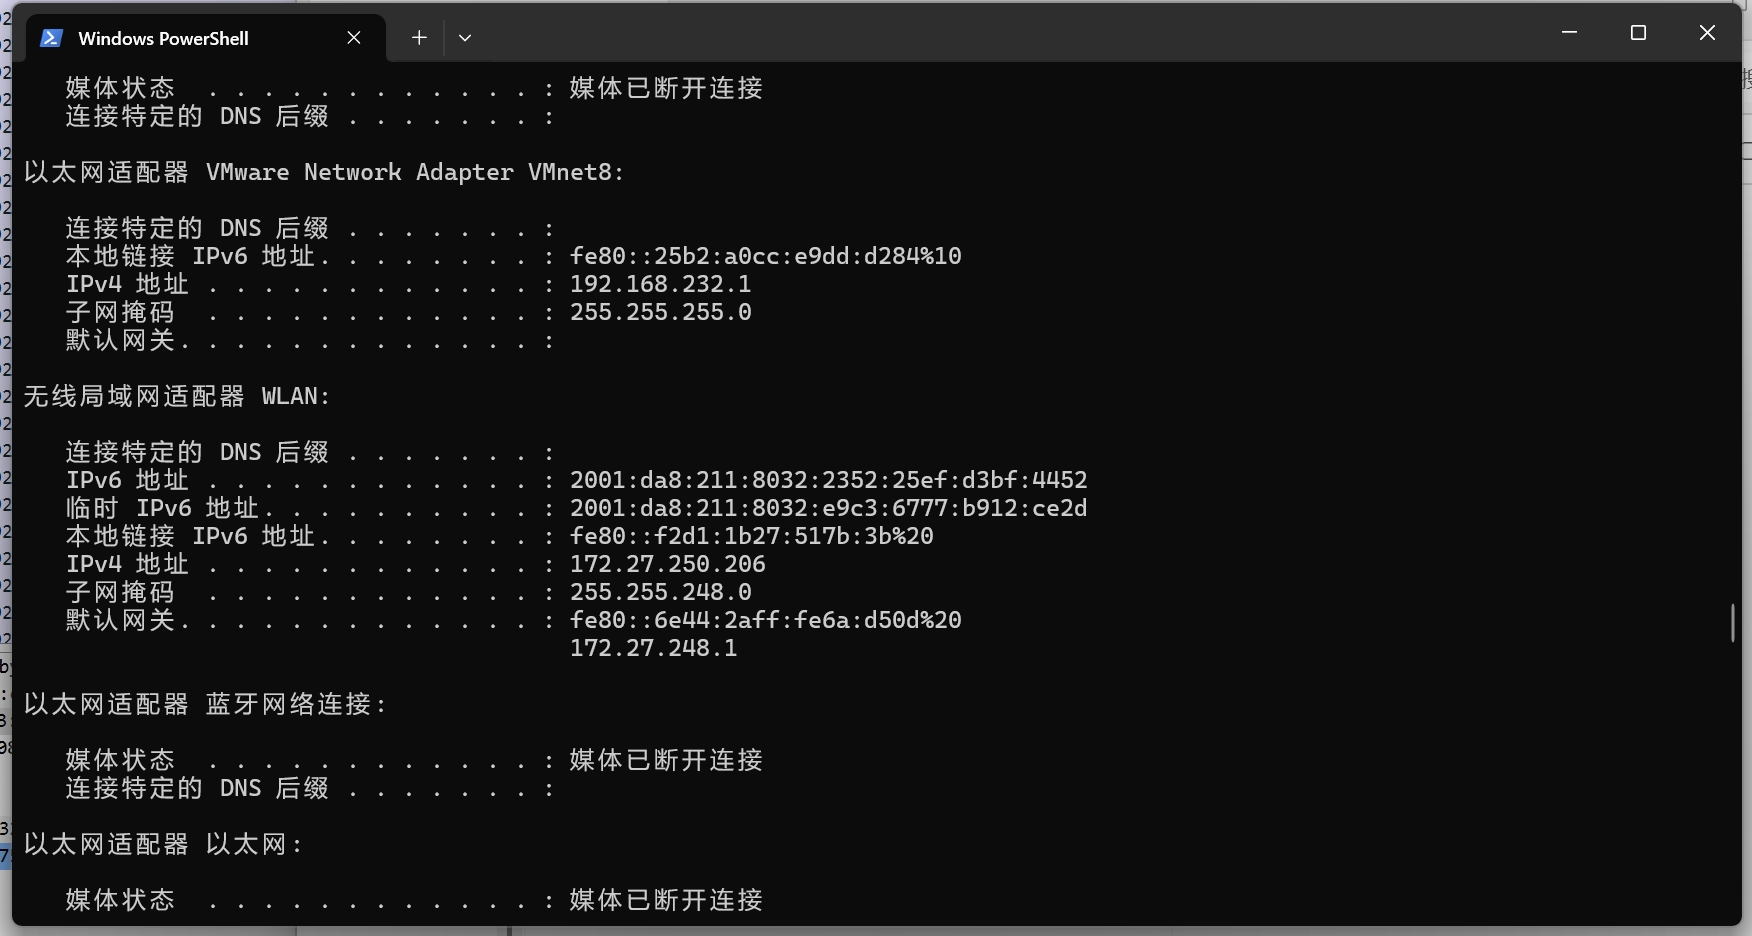 Windows PowerShell
媒体状态  . . . . . . . . . . . . : 媒体已断开连接
连接特定的 DNS 后缀 . . . . . . . :
以太网适配器 VMware Network Adapter VMnet8:
连接特定的 DNS 后缀 . . . . . . . :
本地链接 IPv6 地址. . . . . . . . : fe80::25b2:a0cc:e9dd:d284%10
IPv4 地址 . . . . . . . . . . . . : 192.168.232.1
子网掩码  . . . . . . . . . . . . : 255.255.255.0
默认网关. . . . . . . . . . . . . :
无线局域网适配器 WLAN:
连接特定的 DNS 后缀 . . . . . . . :
IPv6 地址 . . . . . . . . . . . . : 2001:da8:211:8032:2352:25ef:d3bf:4452
临时 IPv6 地址. . . . . . . . . . : 2001:da8:211:8032:e9c3:6777:b912:ce2d
本地链接 IPv6 地址. . . . . . . . : fe80::f2d1:1b27:517b:3b%20
IPv4 地址 . . . . . . . . . . . . : 172.27.250.206
子网掩码  . . . . . . . . . . . . : 255.255.248.0
默认网关. . . . . . . . . . . . . : fe80::6e44:2aff:fe6a:d50d%20
172.27.248.1
以太网适配器 蓝牙网络连接:
媒体状态  . . . . . . . . . . . . : 媒体已断开连接
连接特定的 DNS 后缀 . . . . . . . :
以太网适配器 以太网:
媒体状态  . . . . . . . . . . . . : 媒体已断开连接